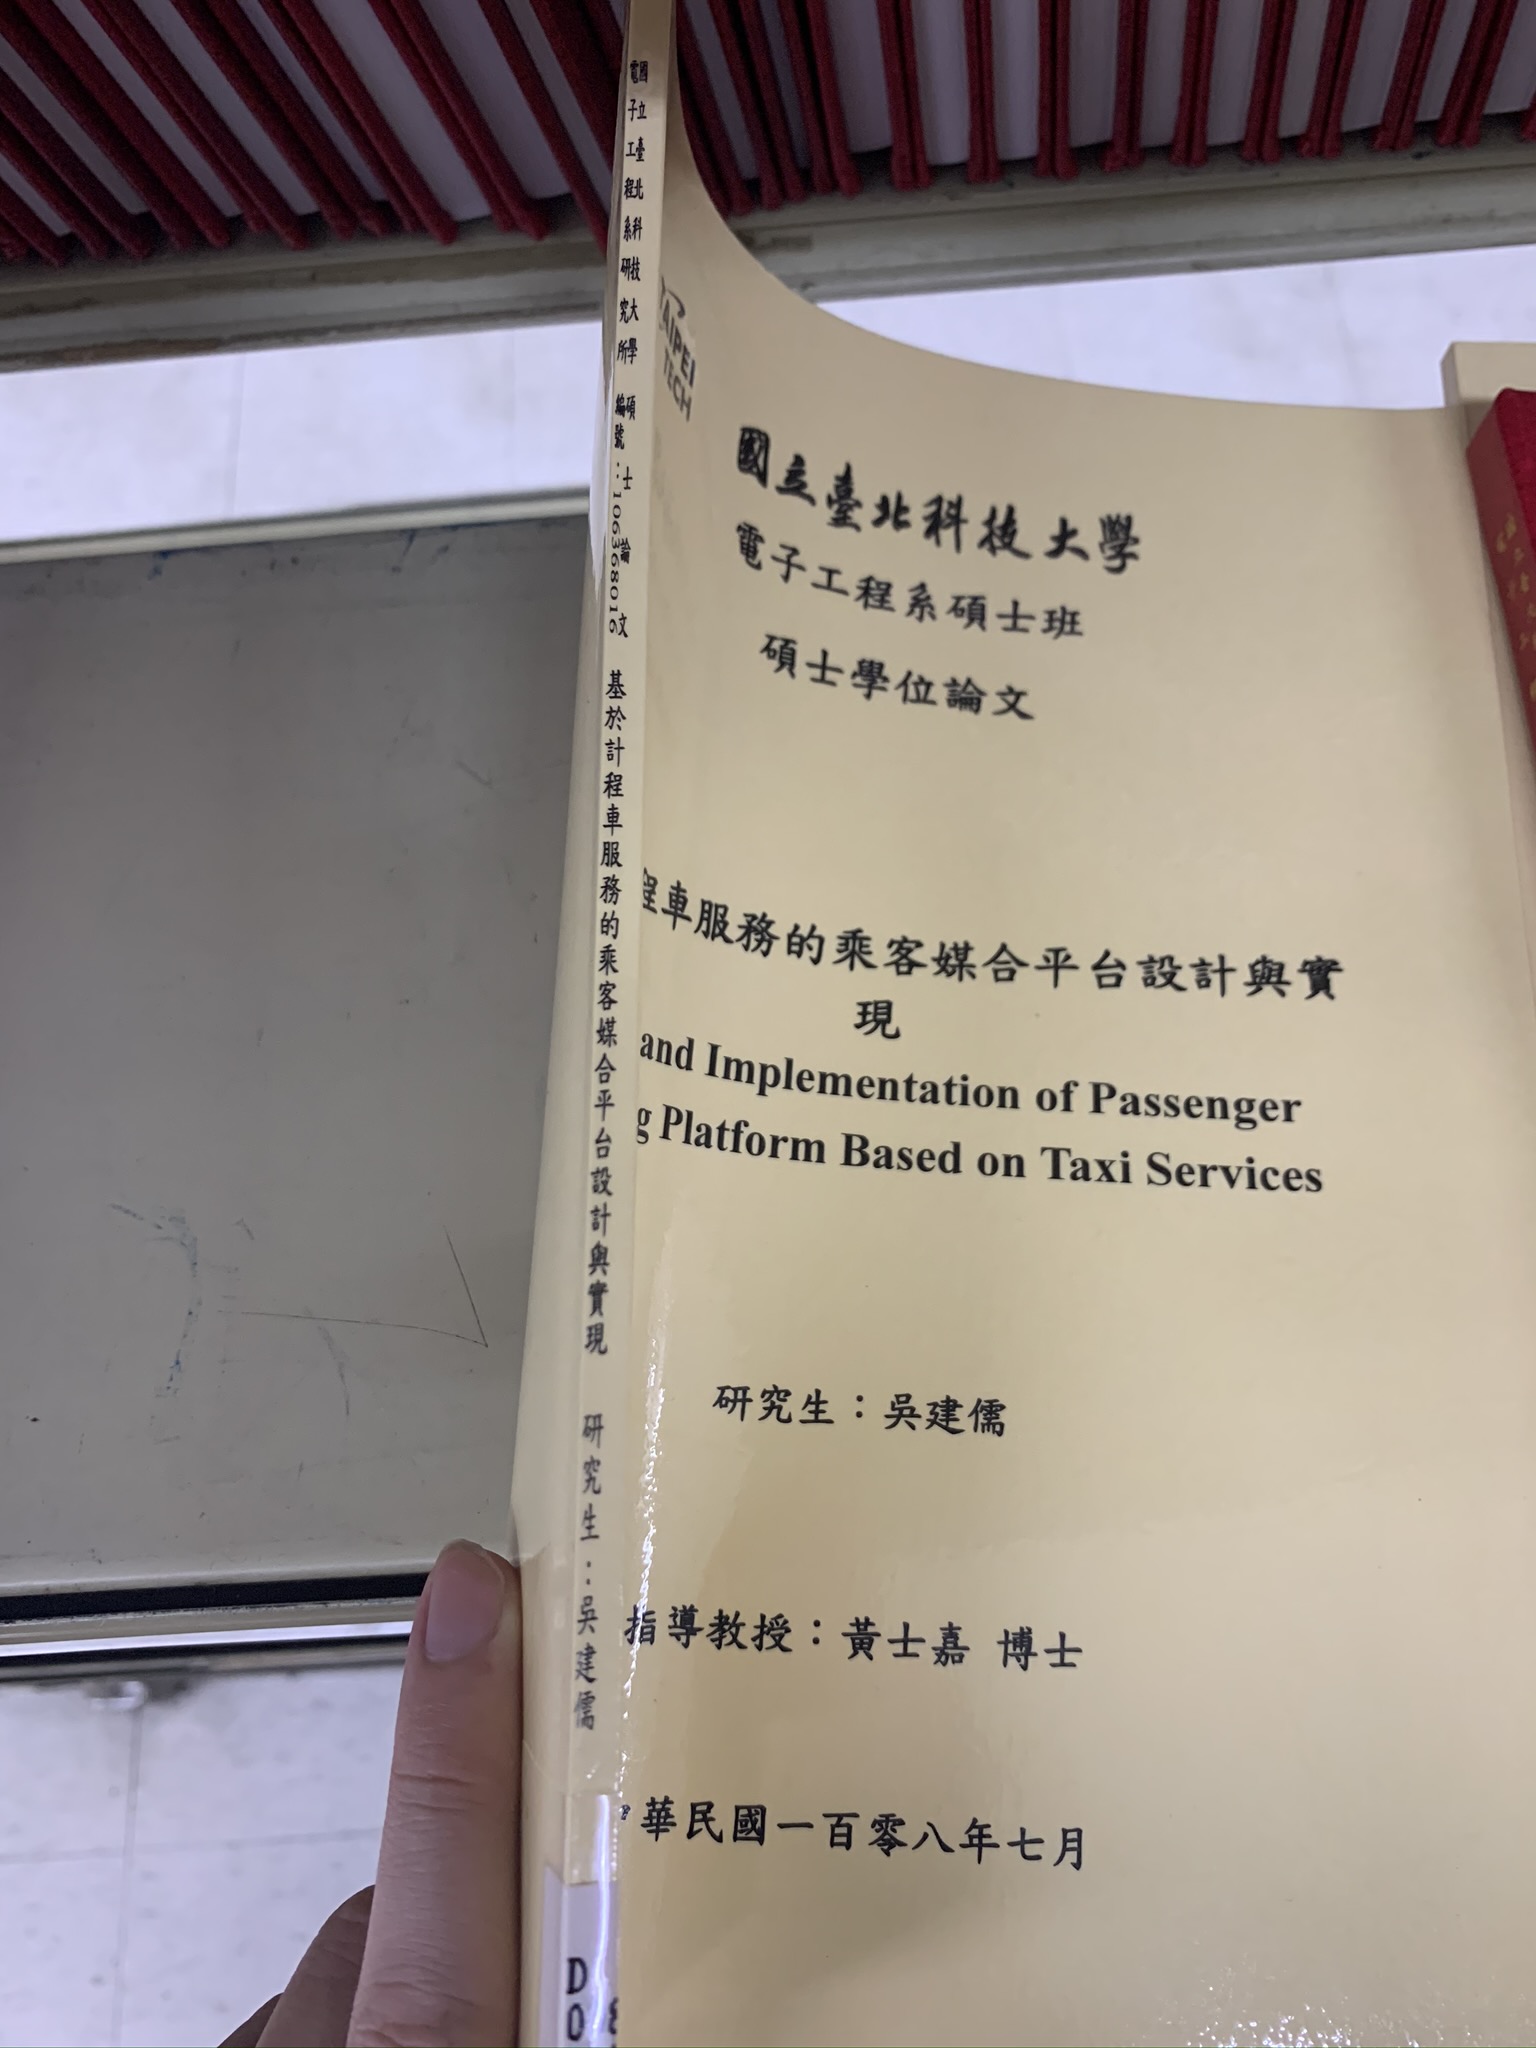 國立臺北科技大學 碩士論文
電子工程系研究所 編號:106368016
基於計程車服務的乘客媒合平台設計與實現
研究生:吳建儒
TAIPEI
TECH
國立臺北科技大學
電子工程系碩士班
碩士學位論文
程車服務的乘客媒合平台設計與實
現
and Implementation of Passenger
g Platform Based on Taxi Services
研究生：吳建儒
指導教授：黃士嘉 博士
華民國一百零八年七月
D
0